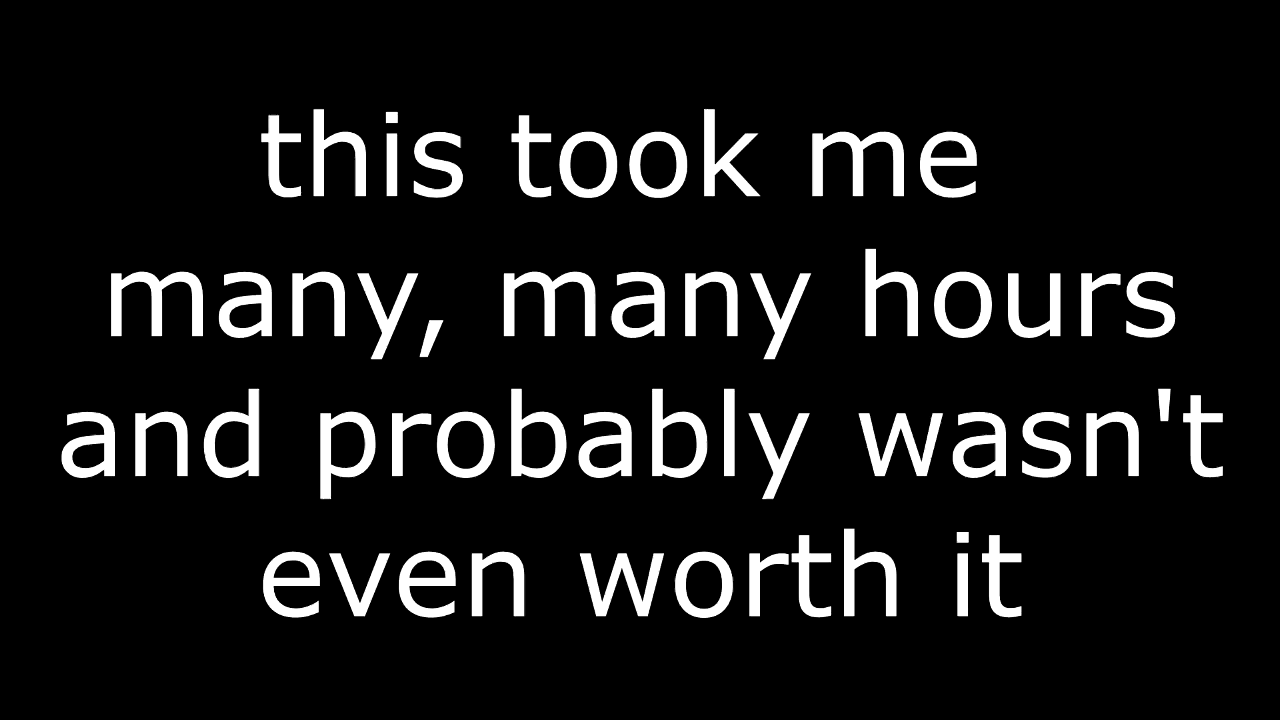 this took me
many, many hours
and probably wasn't
even worth it